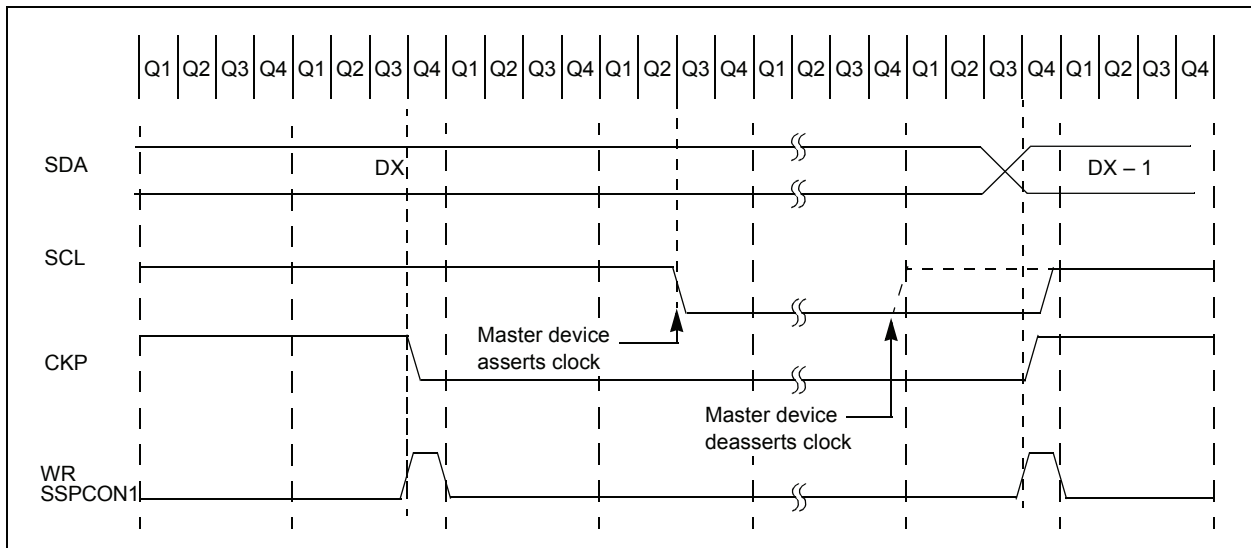 Q1 Q2 Q3 Q4 Q1 Q2 Q3 Q4 Q1 Q2 Q3 Q4 Q1 Q2 Q3 Q4 Q1 Q2 Q3 Q4 Q1 Q2 Q3 Q4 Q1 Q2 Q3 Q4
SDA
DX
DX – 1
SCL
Master device
asserts clock
CKP
Master device
deasserts clock
WR
SSPCON1